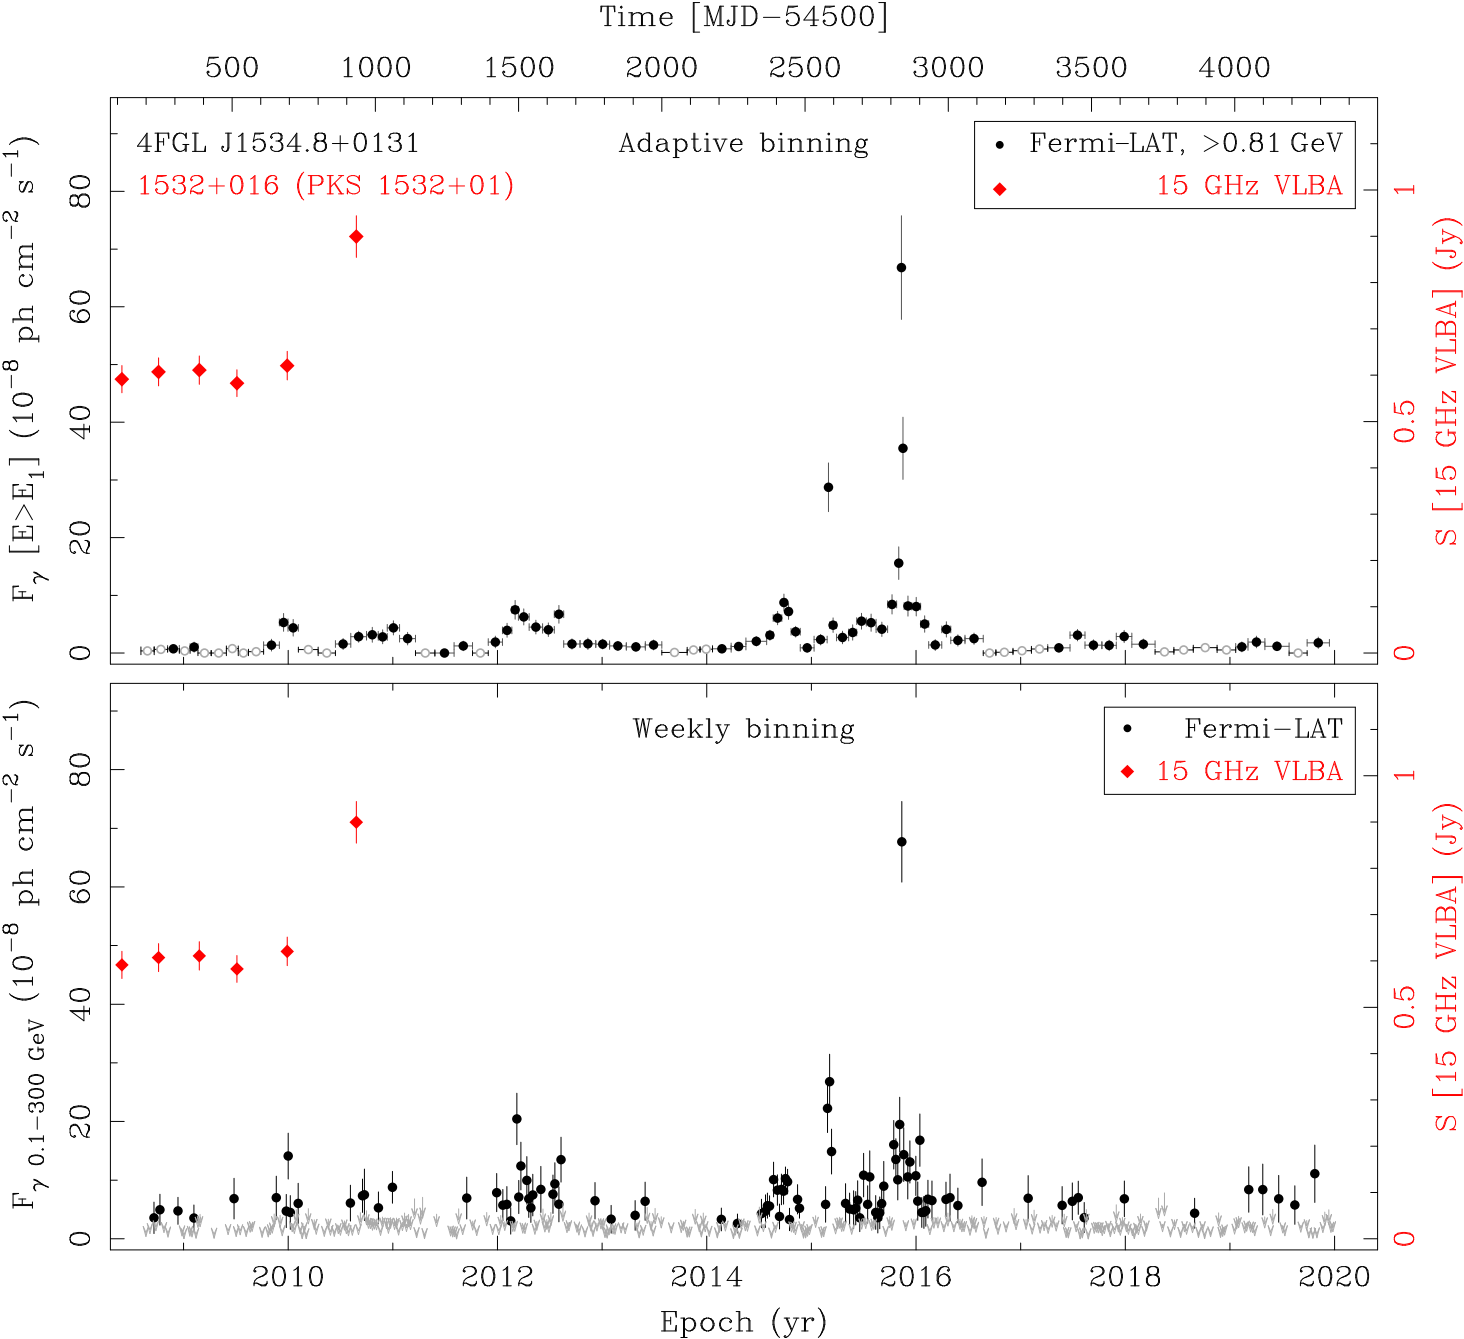 Time [MJD−54500]
500 1000 1500 2000 2500 3000 3500 4000
4FGL J1534.8+0131
1532+016 (PKS 1532+01)
Adaptive binning
Fermi−LAT, >0.81 GeV
15 GHz VLBA
F γ [E>E1] (10−8 ph cm−2 s−1)
0 20 40 60 80
S [15 GHz VLBA] (Jy)
0 0.5 1
Weekly binning
Fermi−LAT
15 GHz VLBA
F γ 0.1−300 GeV (10−8 ph cm−2 s−1)
0 20 40 60 80
S [15 GHz VLBA] (Jy)
0 0.5 1
2010 2012 2014 2016 2018 2020
Epoch (yr)